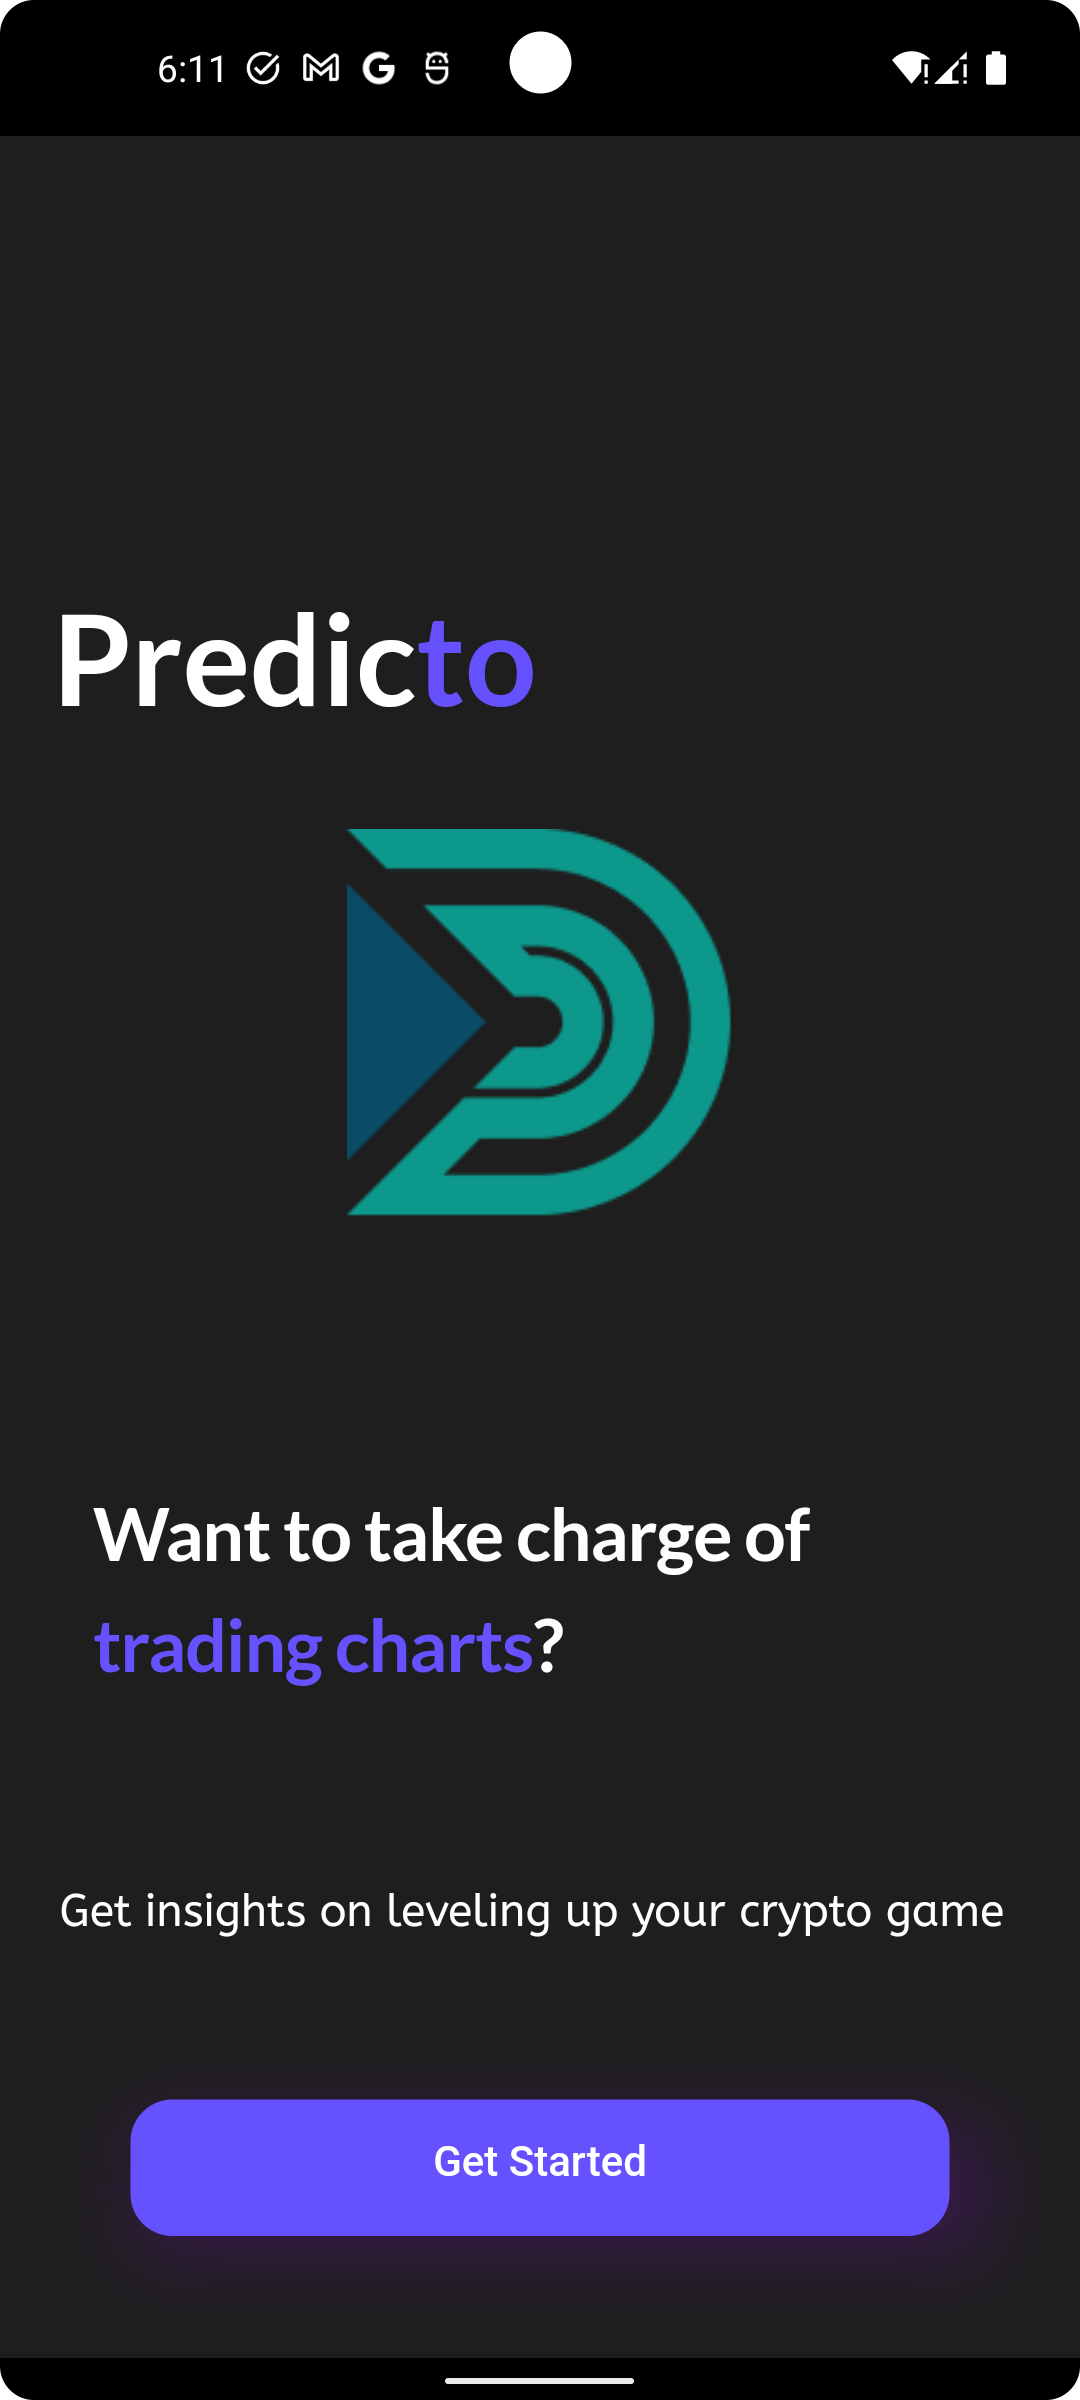 6:11
Predicto
Want to take charge of
trading charts?
Get insights on leveling up your crypto game
Get Started